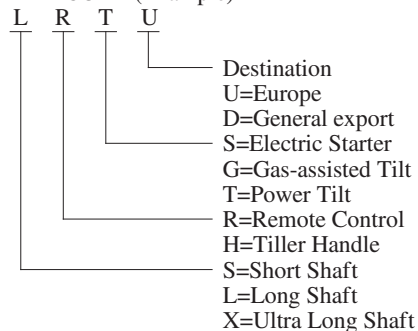 L R T U
Destination
U=Europe
D=General export
S=Electric Starter
G=Gas-assisted Tilt
T=Power Tilt
R=Remote Control
H=Tiller Handle
S=Short Shaft
L=Long Shaft
X=Ultra Long Shaft